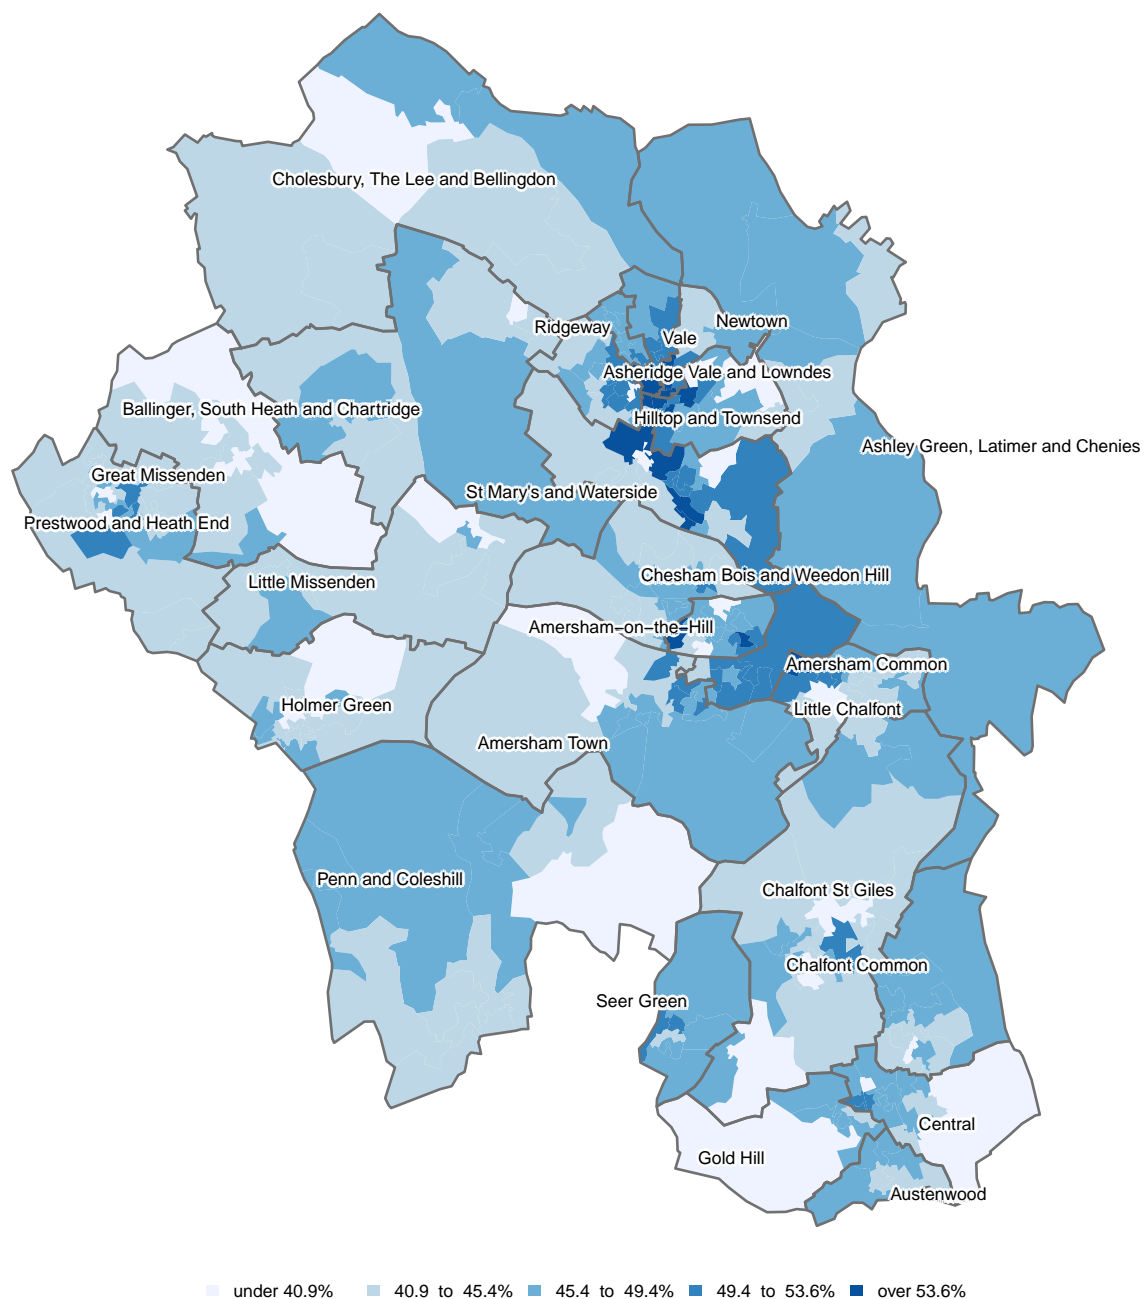 Cholesbury, The Lee and Bellingdon
Ridgeway
Newtown
Vale
Asheridge Vale and Lowndes
Ballinger, South Heath and Chartridge
Hilltop and Townsend
Ashley Green, Latimer and Chenies
Great Missenden
St Mary's and Waterside
Prestwood and Heath End
Little Missenden
Chesham Bois and Weedon Hill
Amersham-on-the-Hill
Amersham Common
Holmer Green
Little Chalfont
Amersham Town
Penn and Coleshill
Chalfont St Giles
Chalfont Common
Seer Green
Central
Gold Hill
Austenwood
under 40.9% 40.9 to 45.4% 45.4 to 49.4% 49.4 to 53.6% over 53.6%